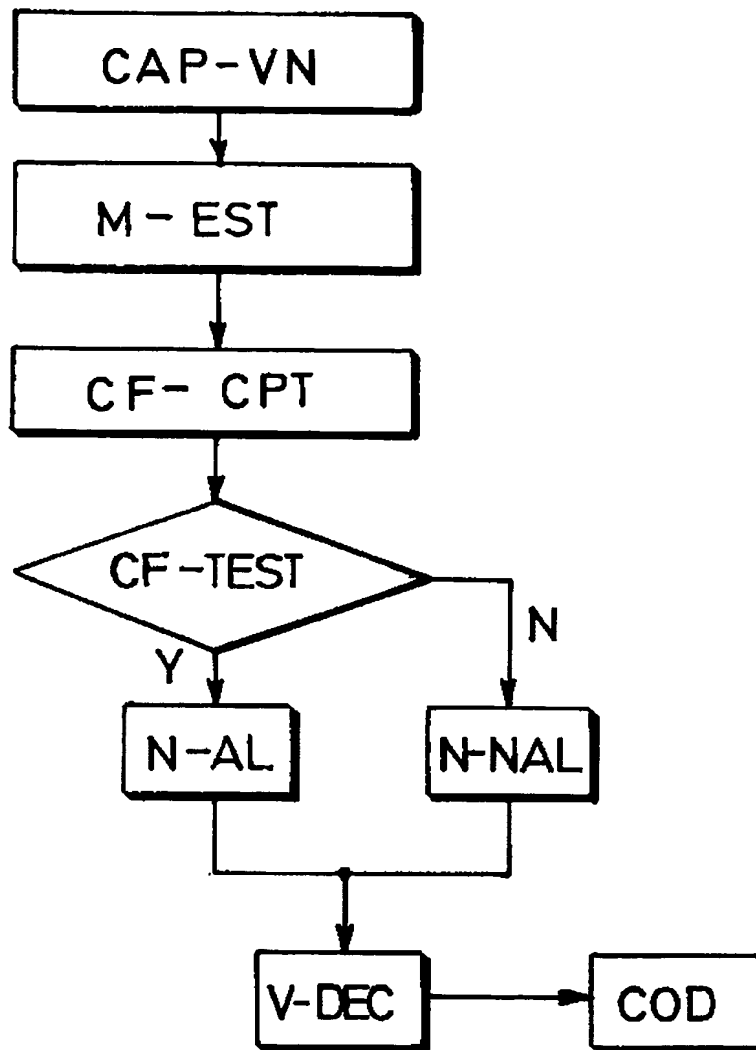 CAP-VN
M-EST
CF-CPT
CF-TEST
Y
N
N-AL
N-NAL
V-DEC
COD